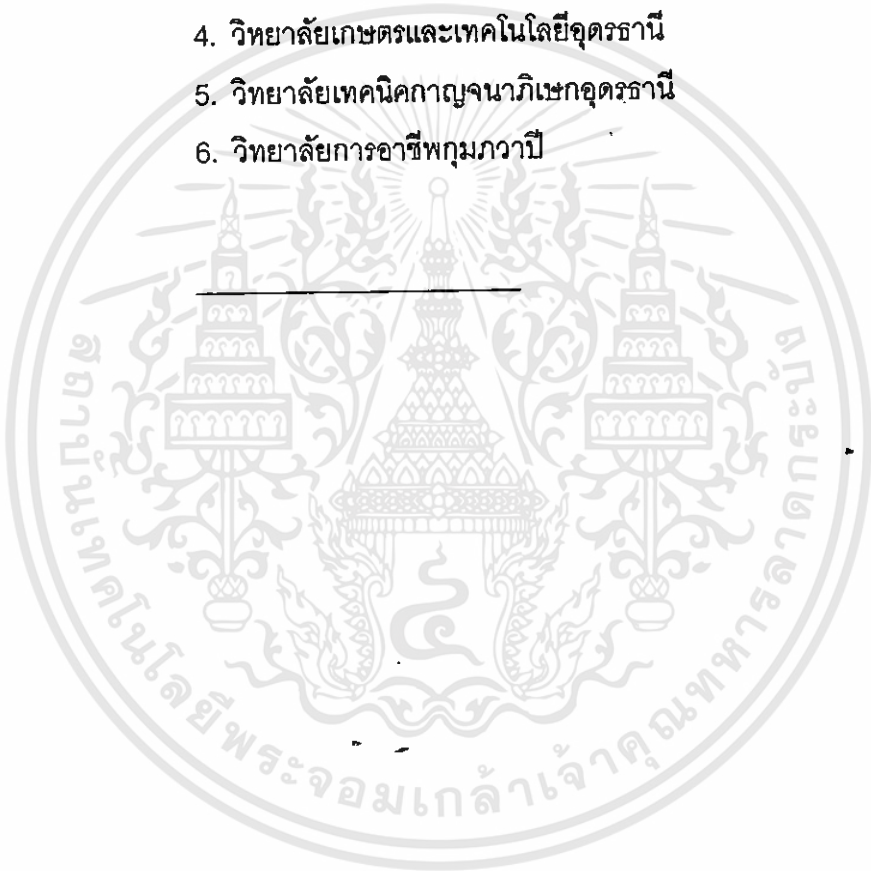 4. วิทยาลัยเกษตรและเทคโนโลยีอุดรธานี
5. วิทยาลัยเทคนิคกาญจนาภิเษกอุดรธานี
6. วิทยาลัยการอาชีพกุมภวาปี
สถาบันเทคโนโลยีพระจอมเกล้าเจ้าคุณทหารลาดกระบัง